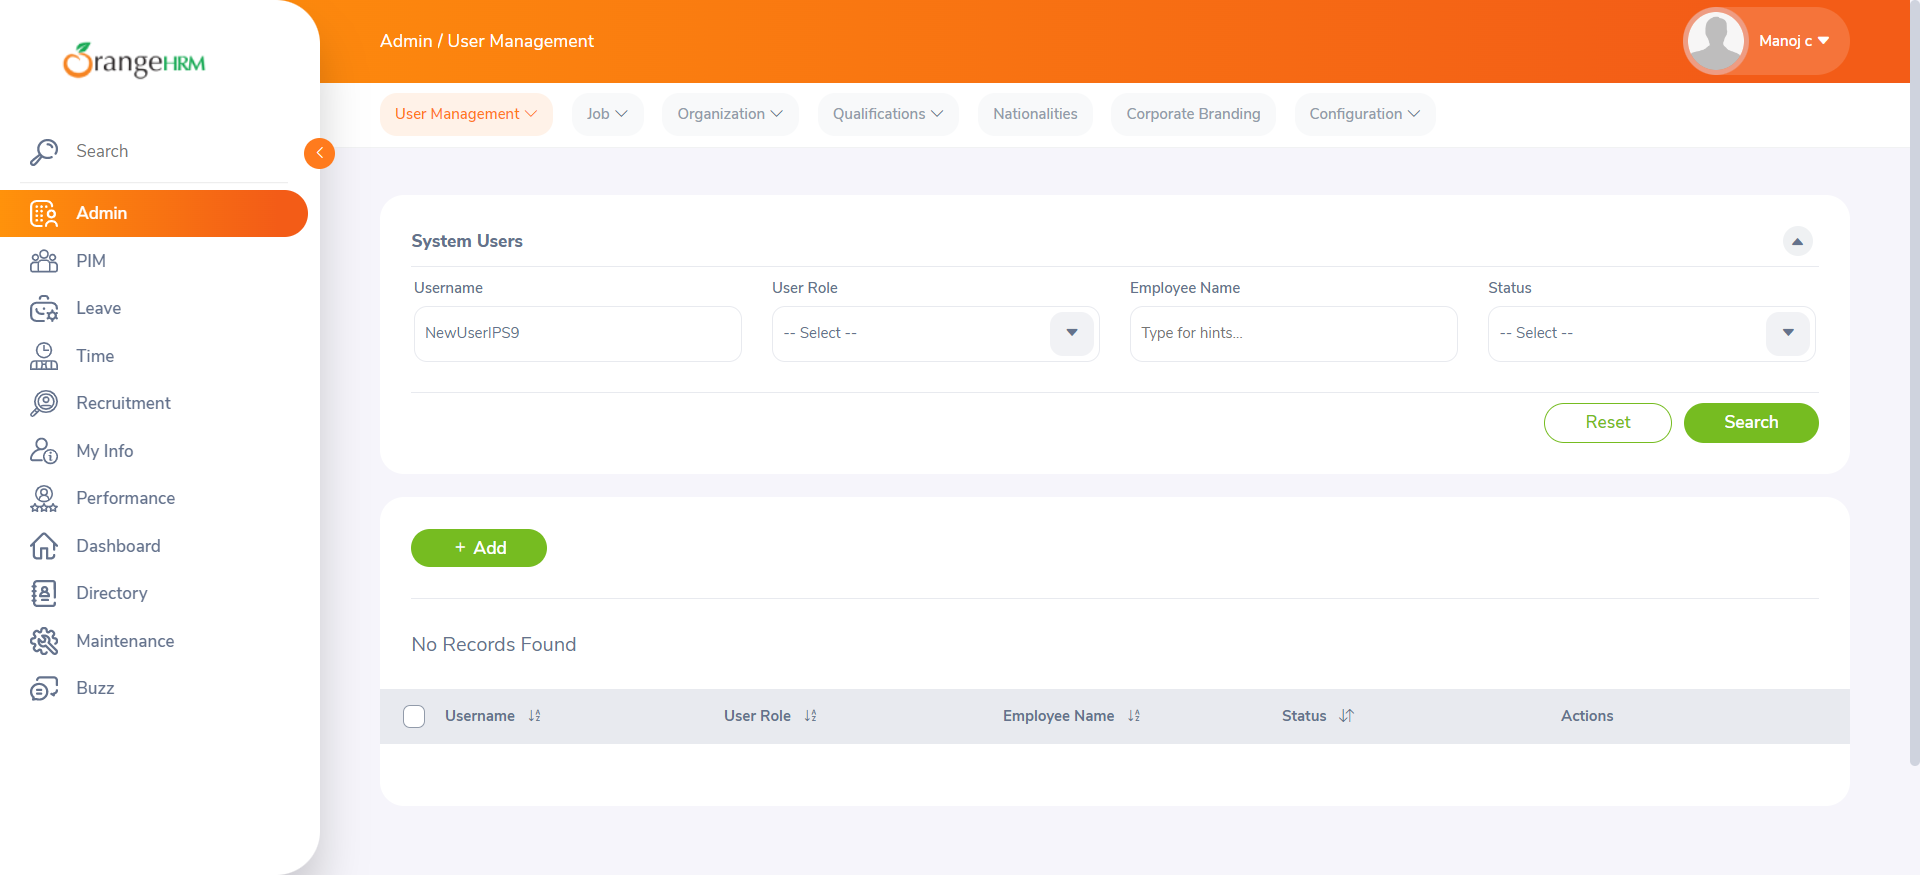 OrangeHRM
Search
Admin
PIM
Leave
Time
Recruitment
My Info
Performance
Dashboard
Directory
Maintenance
Buzz
Admin / User Management
Manoj c
User Management
Job
Organization
Qualifications
Nationalities
Corporate Branding
Configuration
System Users
Username
User Role
Employee Name
Status
NewUserIPS9
-- Select --
Type for hints...
-- Select --
Reset
Search
+ Add
No Records Found
Username
User Role
Employee Name
Status
Actions